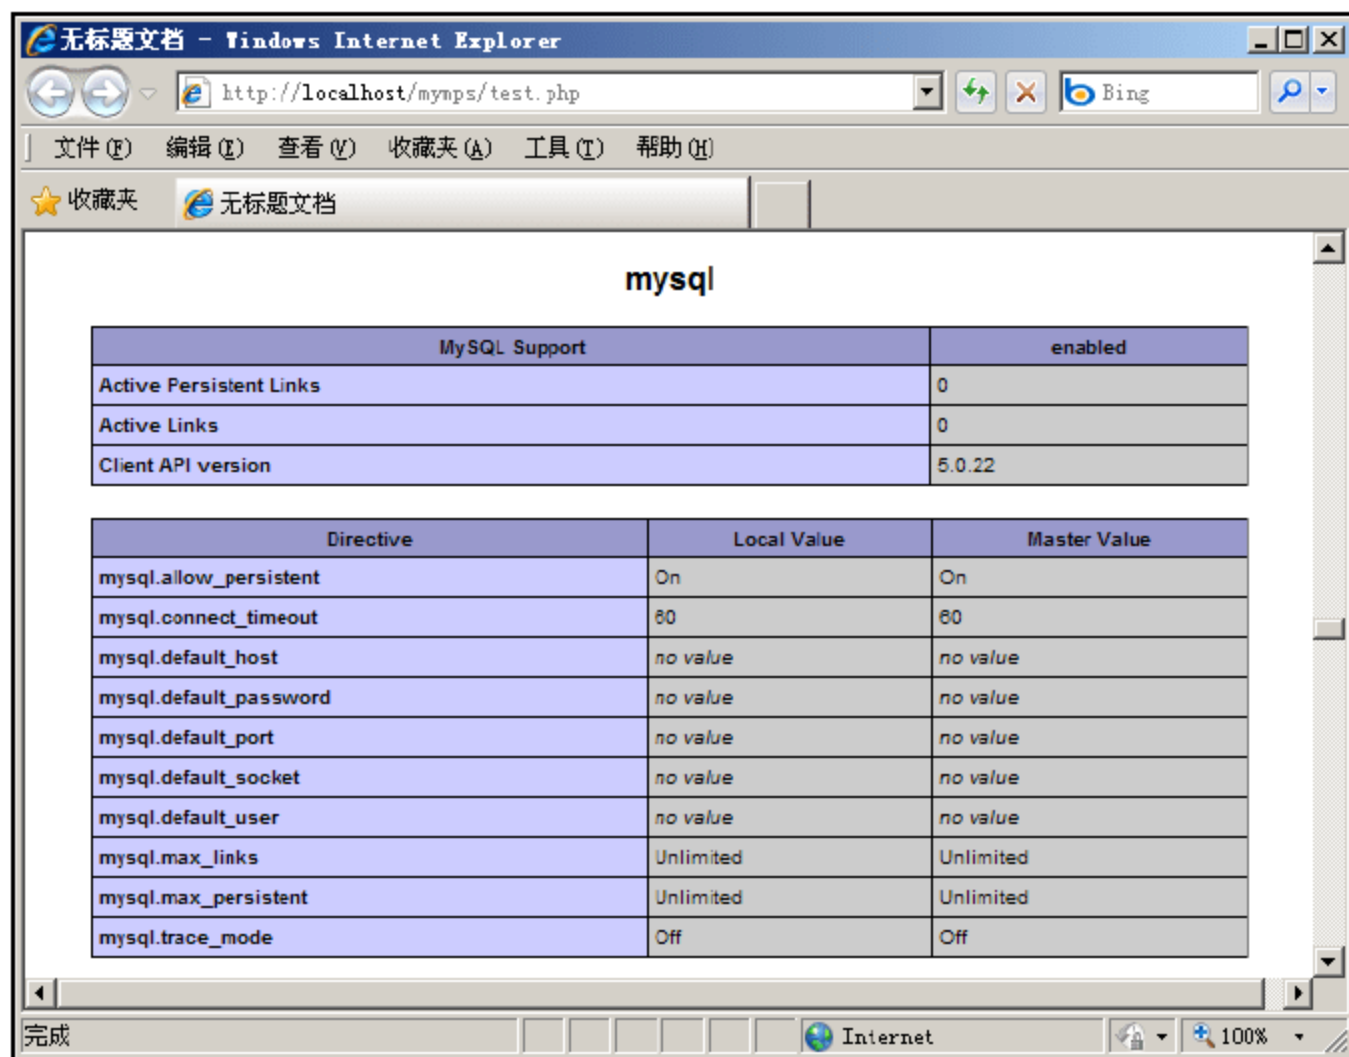 无标题文档 - Windows Internet Explorer
http://localhost/mymps/test.php Bing
文件(F) 编辑(E) 查看(V) 收藏夹(A) 工具(T) 帮助(H)
收藏夹 无标题文档
mysql
MySQL Support enabled
Active Persistent Links 0
Active Links 0
Client API version 5.0.22
Directive Local Value Master Value
mysql.allow_persistent On On
mysql.connect_timeout 60 60
mysql.default_host no value no value
mysql.default_password no value no value
mysql.default_port no value no value
mysql.default_socket no value no value
mysql.default_user no value no value
mysql.max_links Unlimited Unlimited
mysql.max_persistent Unlimited Unlimited
mysql.trace_mode Off Off
完成 Internet 100%